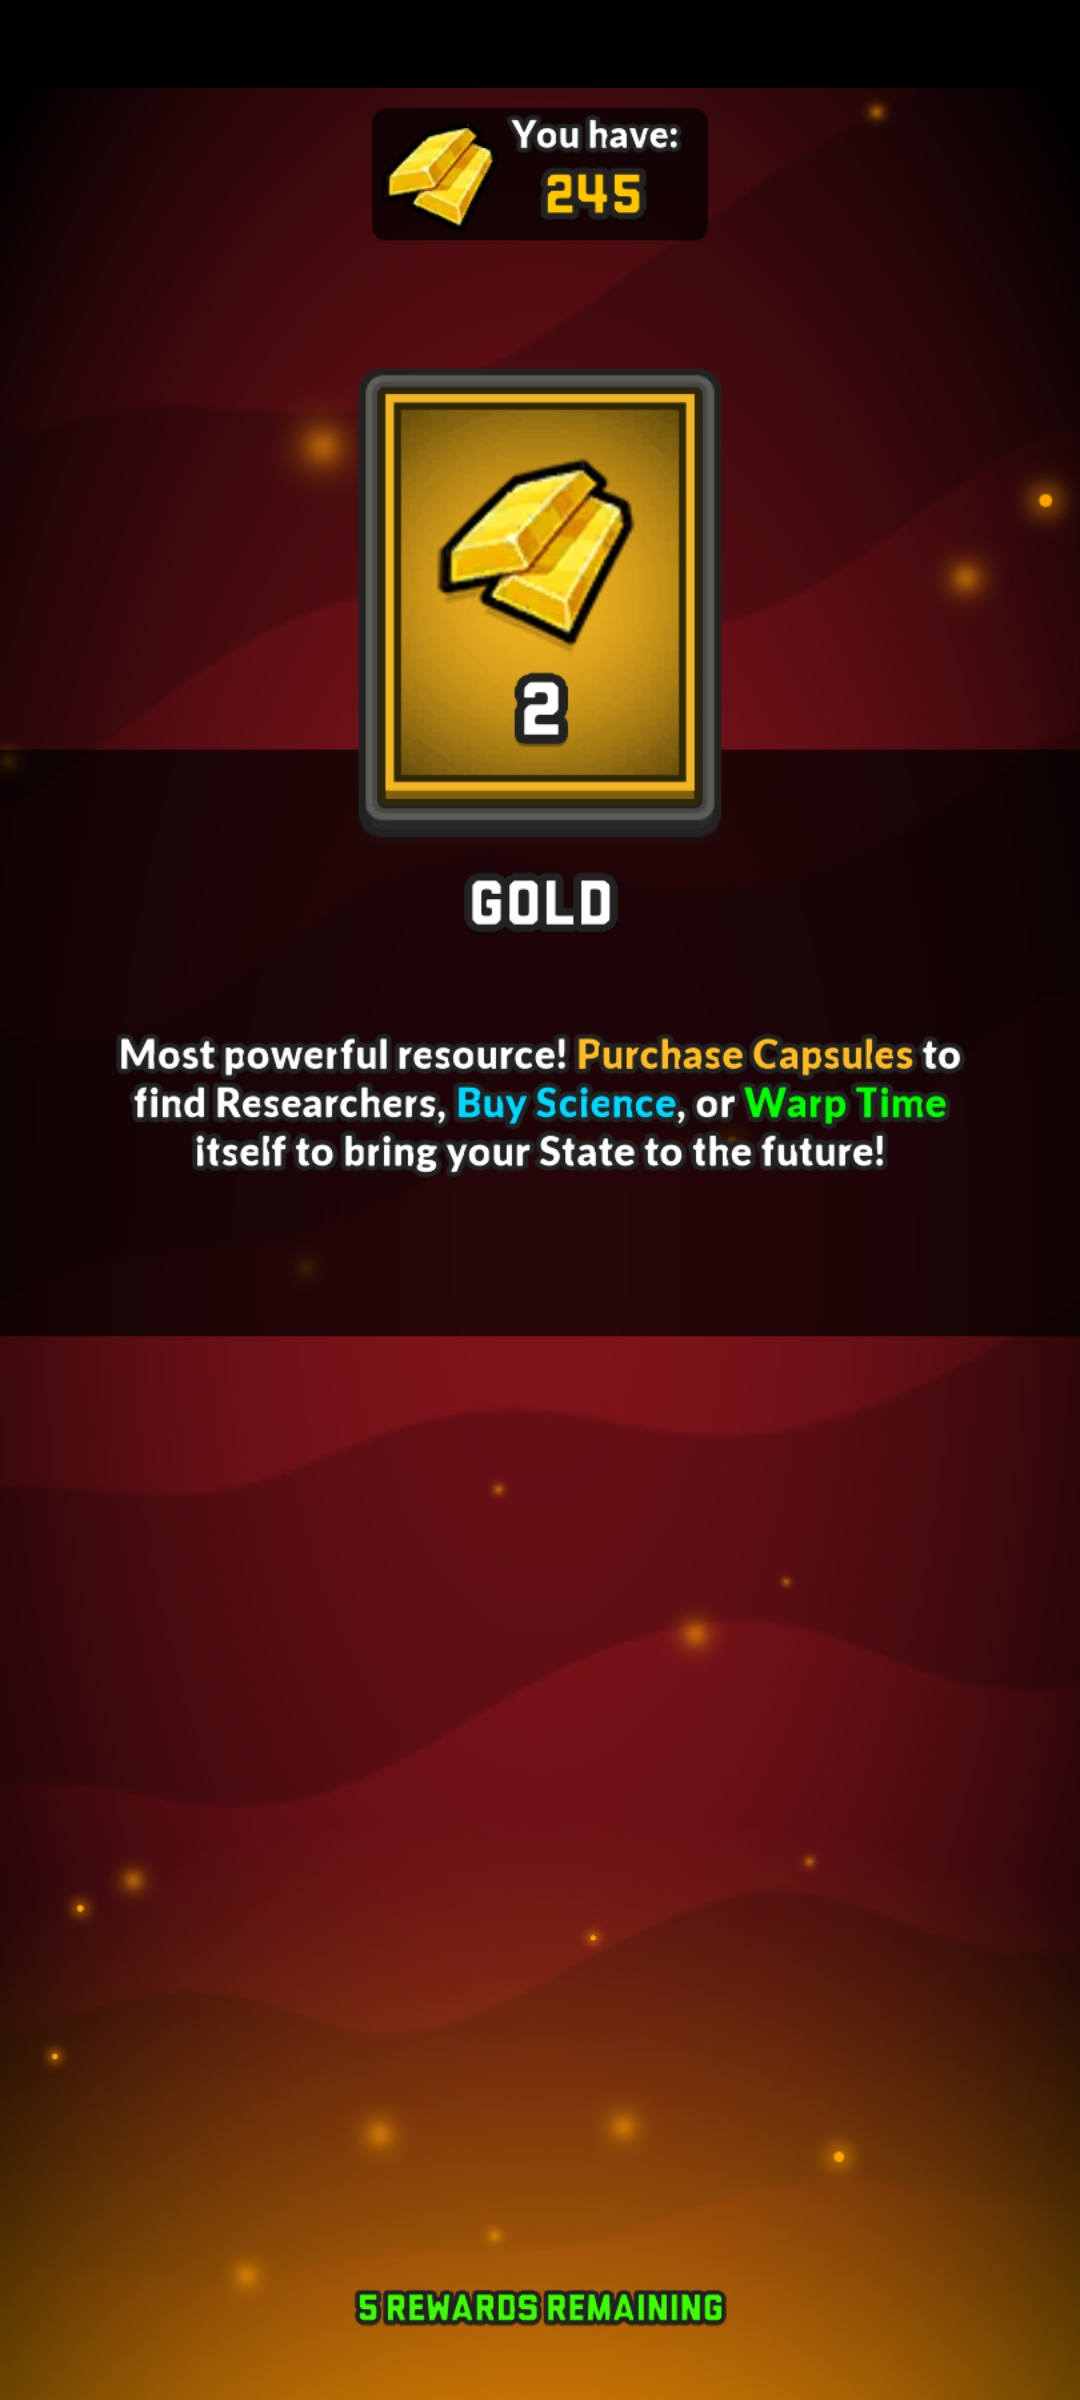 You have:
245
2
GOLD
Most powerful resource! Purchase Capsules to
find Researchers, Buy Science, or Warp Time
itself to bring your State to the future!
5 REWARDS REMAINING